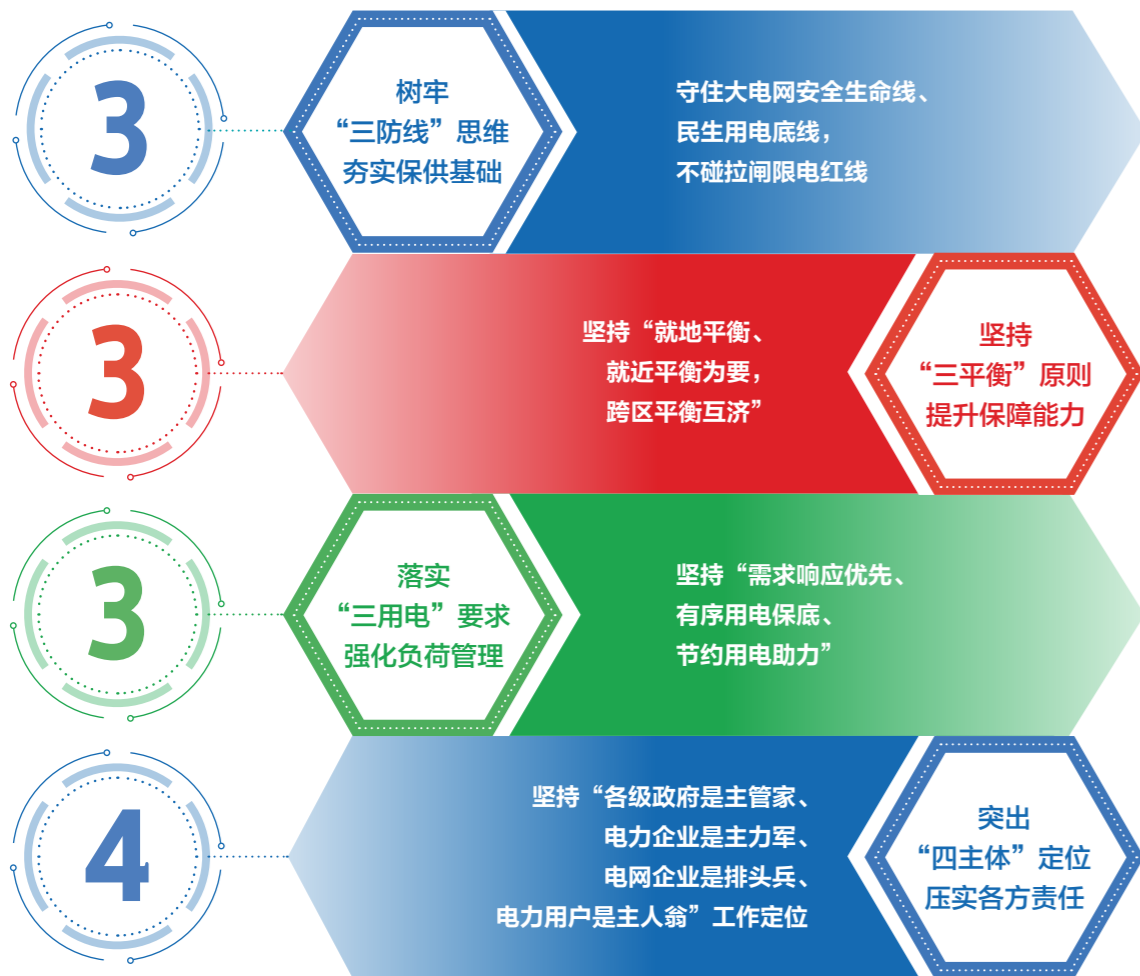 3
树牢
“三防线”思维
夯实保供基础
守住大电网安全生命线、
民生用电底线，
不碰拉闸限电红线
3
坚持“就地平衡、
就近平衡为要，
跨区平衡互济”
坚持
“三平衡”原则
提升保障能力
3
落实
“三用电”要求
强化负荷管理
坚持“需求响应优先、
有序用电保底、
节约用电助力”
4
坚持“各级政府是主管家、
电力企业是主力军、
电网企业是排头兵、
电力用户是主人翁”工作定位
突出
“四主体”定位
压实各方责任